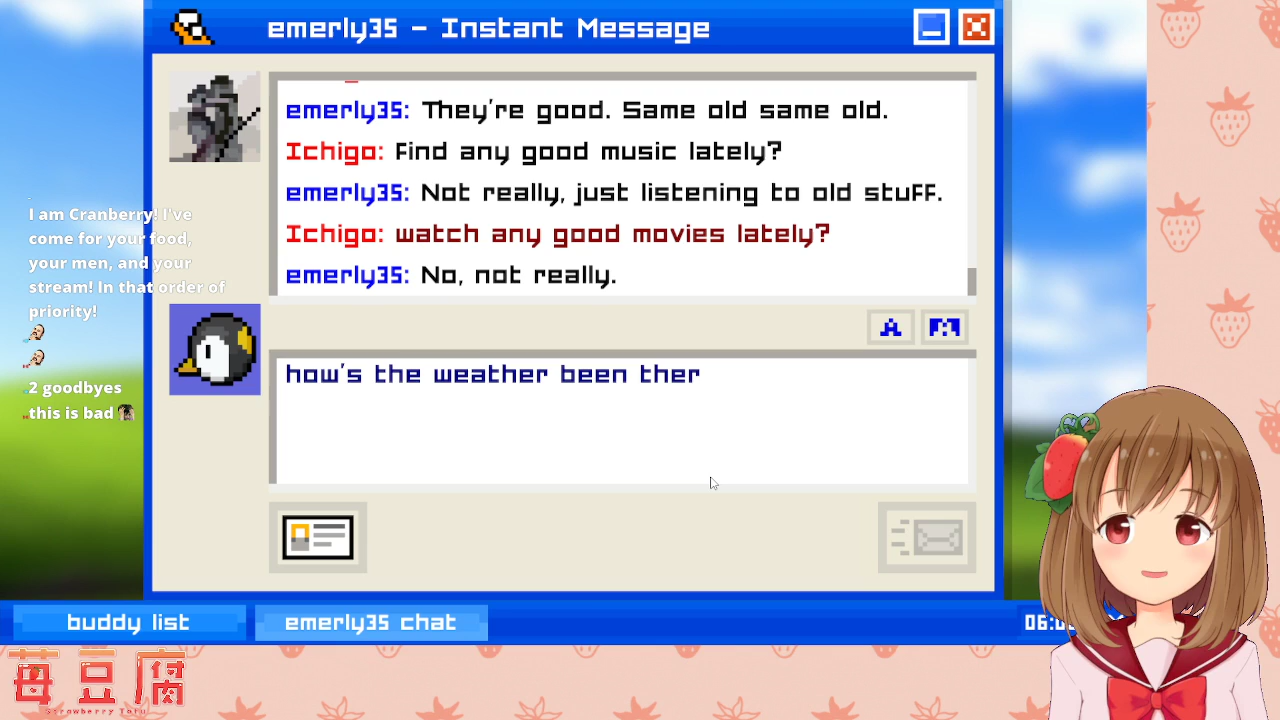 emerly35 - Instant Message
emerly35: They're good. Same old same old.
Ichigo: Find any good music lately?
emerly35: Not really, just listening to old stuff.
Ichigo: watch any good movies lately?
emerly35: No, not really.
I am Cranberry! I've
come for your food,
your men, and your
stream! In that order of
priority!
2 goodbyes
this is bad
A
how's the weather been ther
buddy list
emerly35 chat
06:0
苺豆腐
Strawberry Tofu